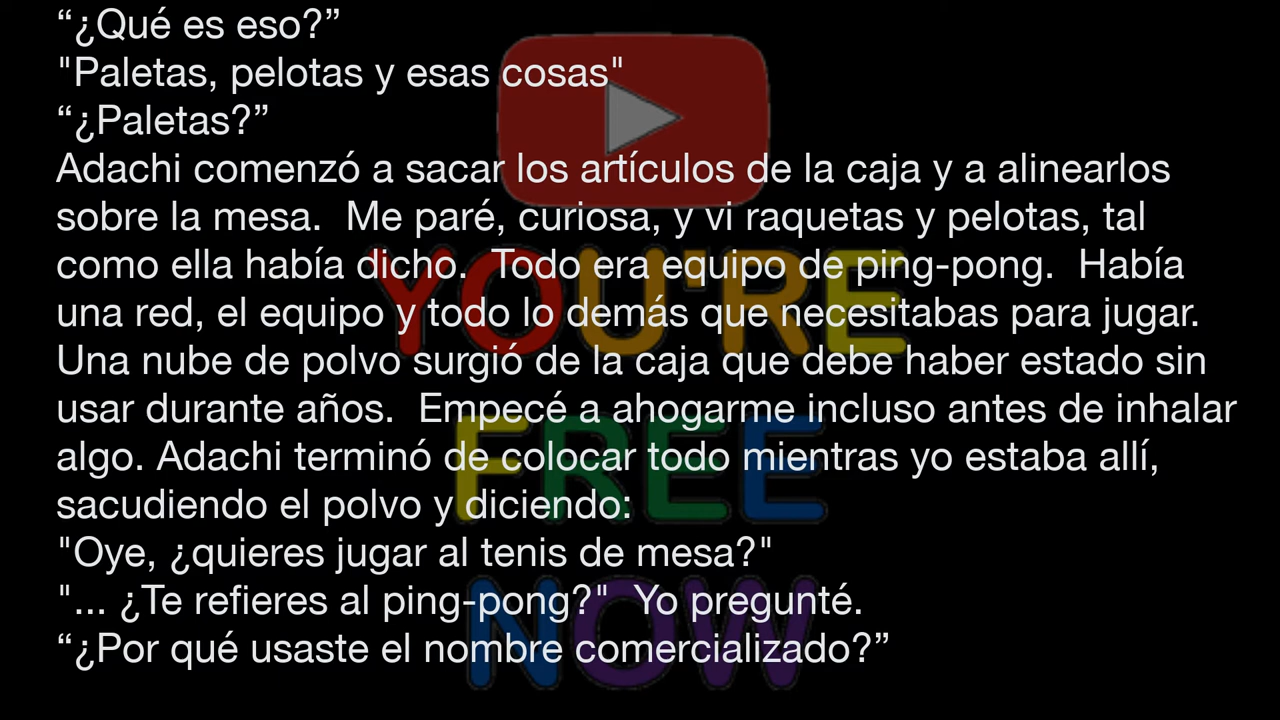 “¿Qué es eso?”
"Paletas, pelotas y esas cosas"
“¿Paletas?”
Adachi comenzó a sacar los artículos de la caja y a alinearlos
sobre la mesa.  Me paré, curiosa, y vi raquetas y pelotas, tal
como ella había dicho.  Todo era equipo de ping-pong.  Había
una red, el equipo y todo lo demás que necesitabas para jugar.
Una nube de polvo surgió de la caja que debe haber estado sin
usar durante años.  Empecé a ahogarme incluso antes de inhalar
algo. Adachi terminó de colocar todo mientras yo estaba allí,
sacudiendo el polvo y diciendo:
"Oye, ¿quieres jugar al tenis de mesa?"
"... ¿Te refieres al ping-pong?"  Yo pregunté.
“¿Por qué usaste el nombre comercializado?”
YOU'RE
FREE
NOW